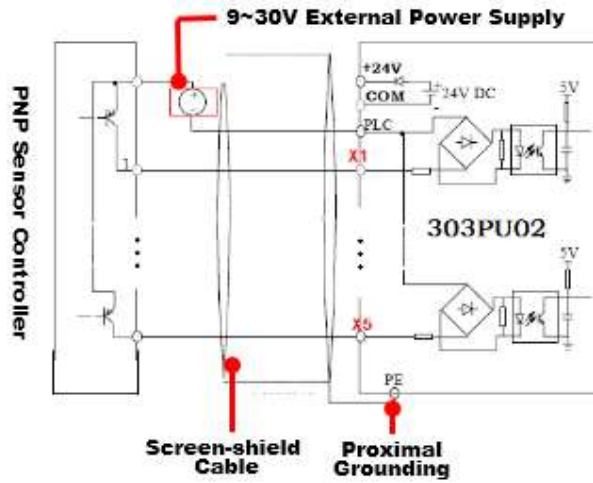 9~30V External Power Supply
+24V
COM
24V DC
5V
PLC
X1
1
PNP Sensor Controller
303PU02
5V
X5
PE
Screen-shield
Cable
Proximal
Grounding